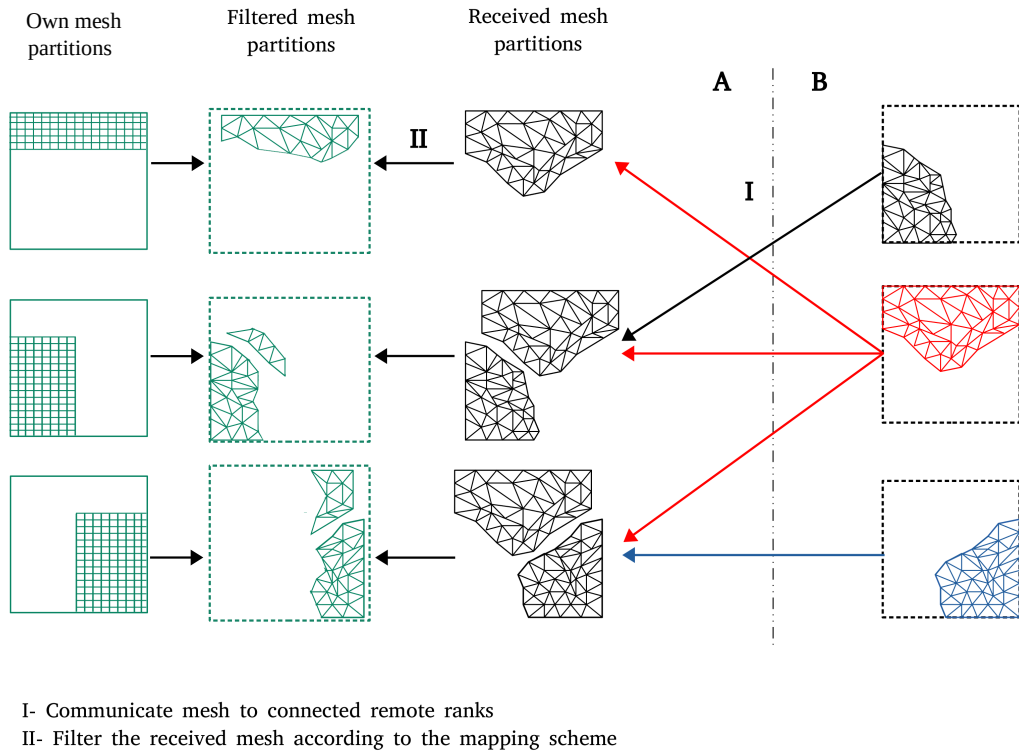 Own mesh
partitions
Filtered mesh
partitions
Received mesh
partitions
A
B
II
I
I- Communicate mesh to connected remote ranks
II- Filter the received mesh according to the mapping scheme